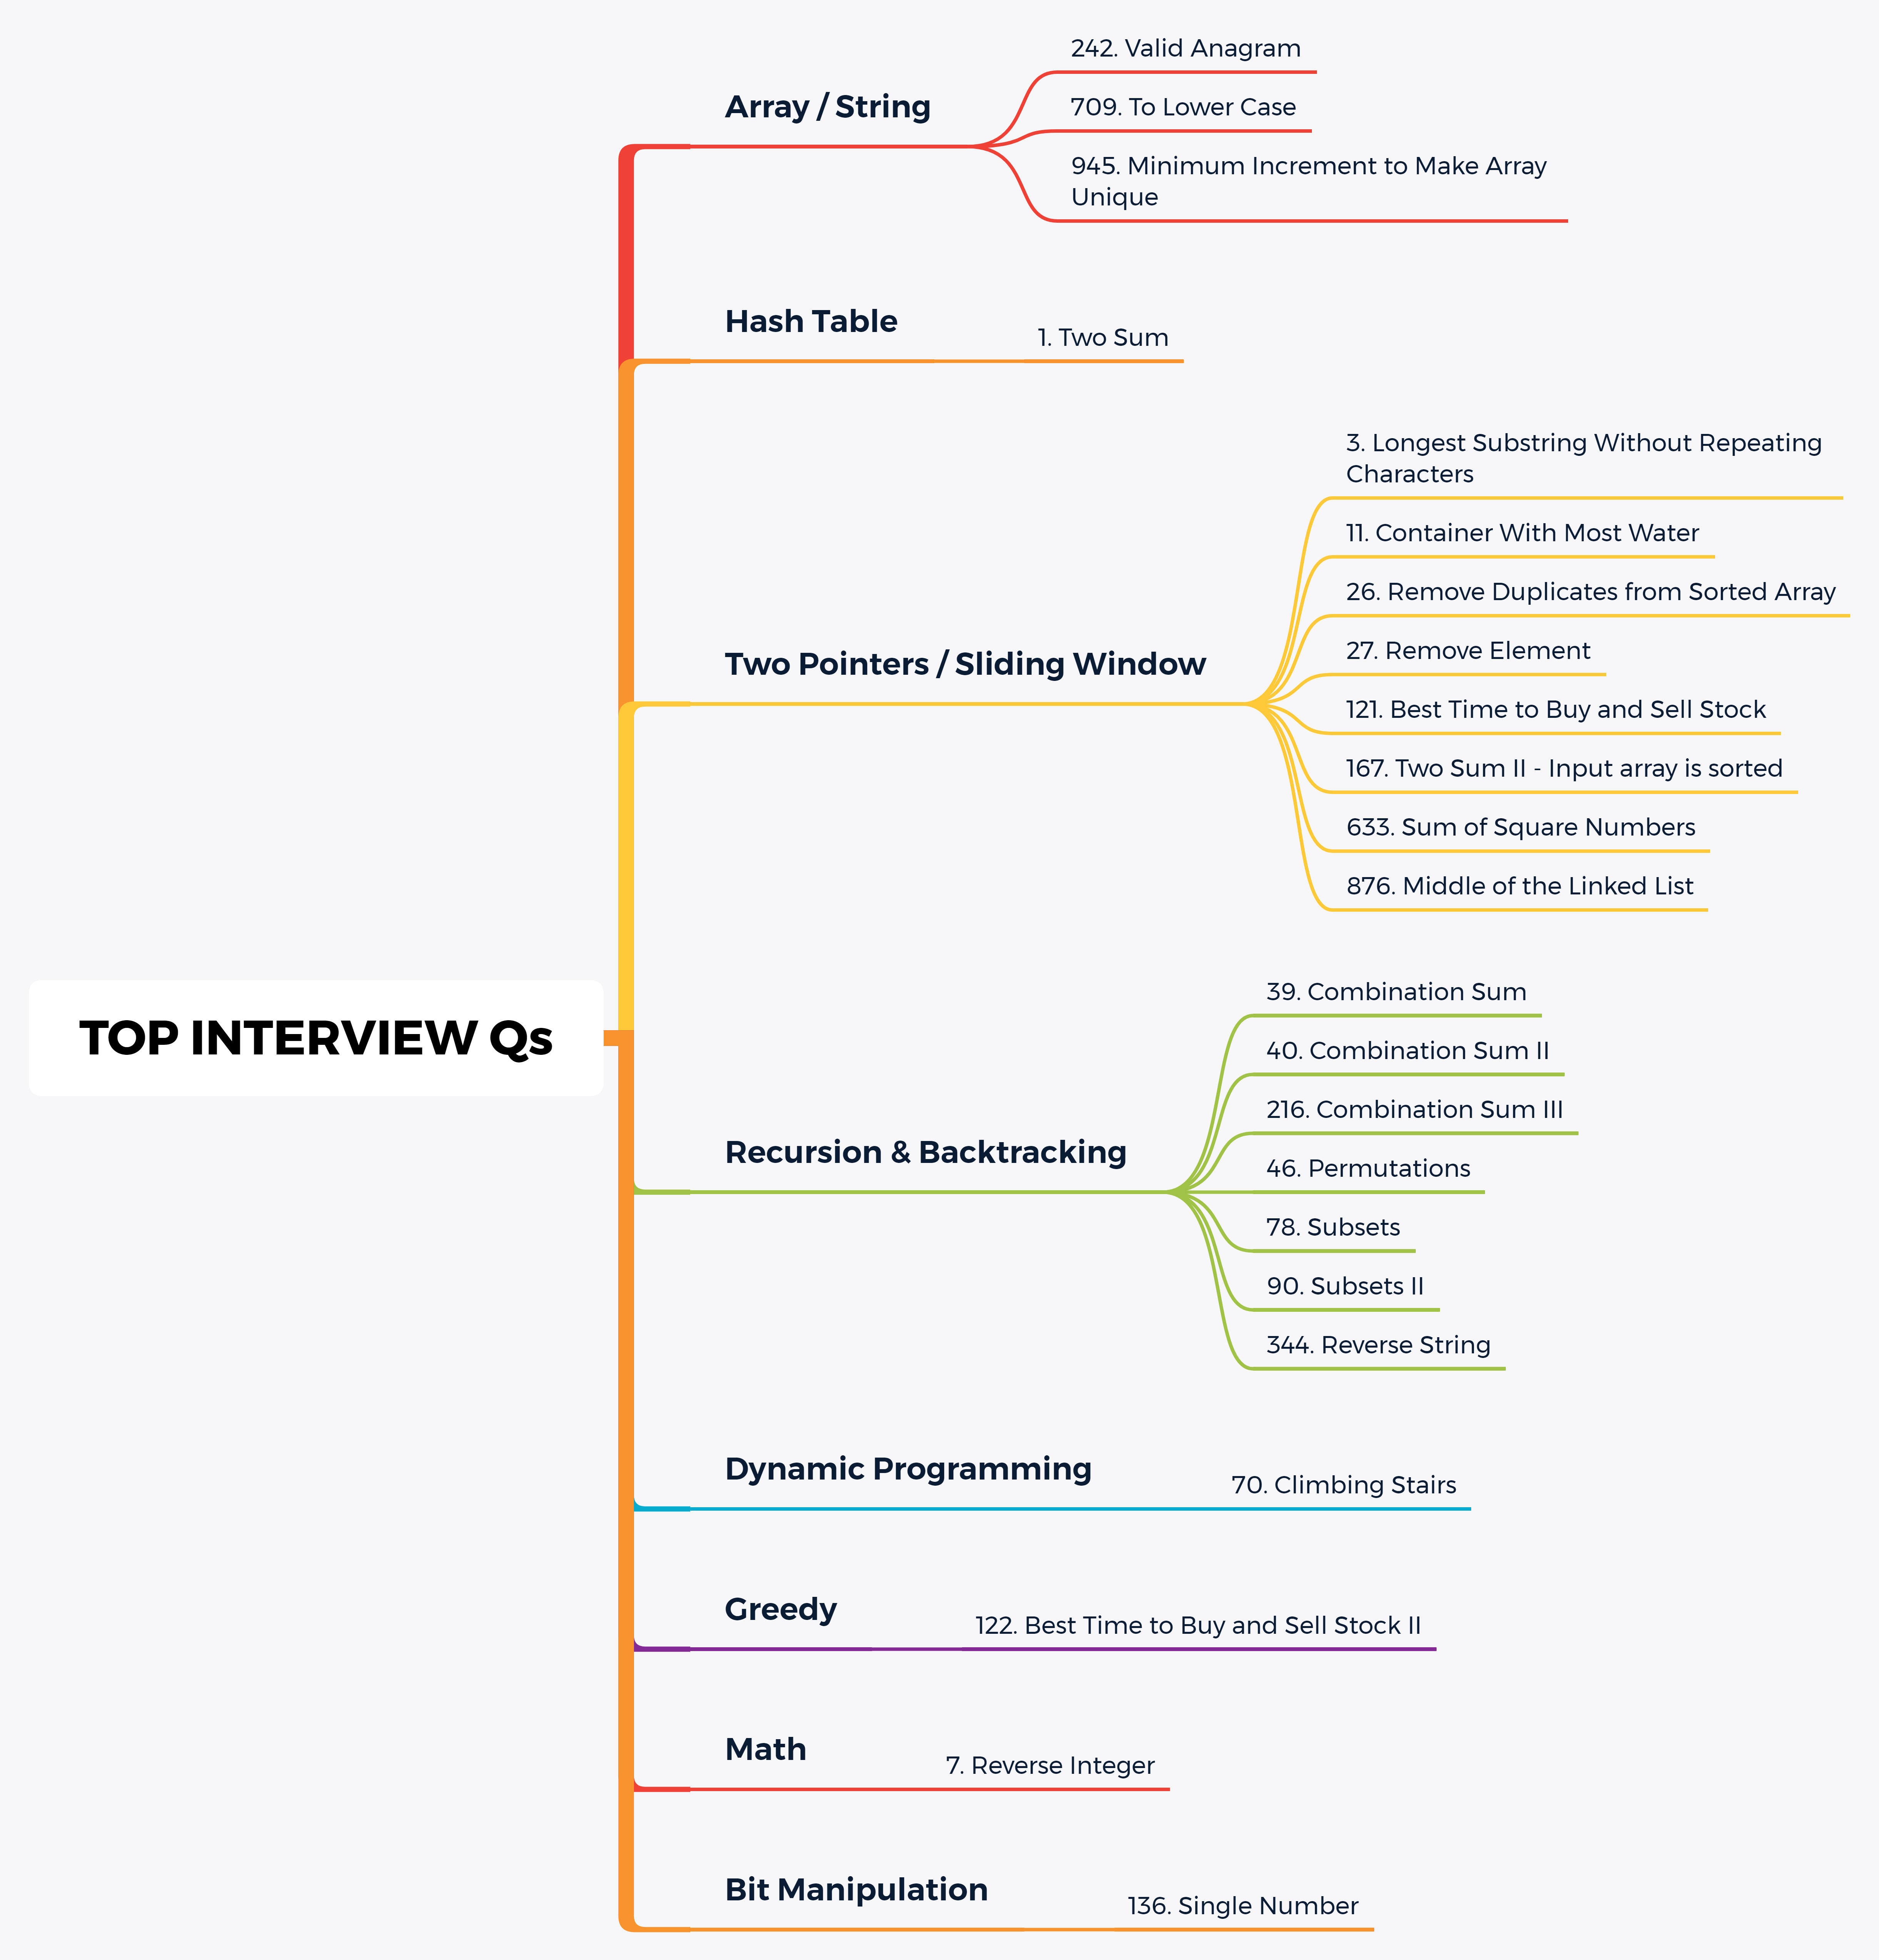 TOP INTERVIEW Qs
Array / String
242. Valid Anagram
709. To Lower Case
945. Minimum Increment to Make Array
Unique
Hash Table
1. Two Sum
Two Pointers / Sliding Window
3. Longest Substring Without Repeating
Characters
11. Container With Most Water
26. Remove Duplicates from Sorted Array
27. Remove Element
121. Best Time to Buy and Sell Stock
167. Two Sum II - Input array is sorted
633. Sum of Square Numbers
876. Middle of the Linked List
Recursion & Backtracking
39. Combination Sum
40. Combination Sum II
216. Combination Sum III
46. Permutations
78. Subsets
90. Subsets II
344. Reverse String
Dynamic Programming
70. Climbing Stairs
Greedy
122. Best Time to Buy and Sell Stock II
Math
7. Reverse Integer
Bit Manipulation
136. Single Number